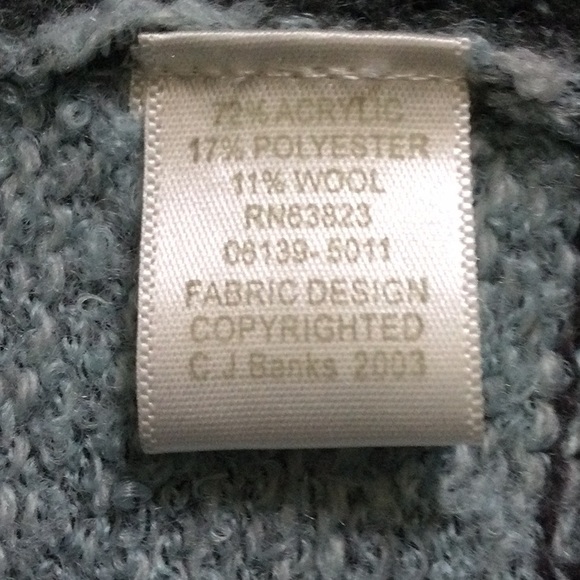 72% ACRYLIC
17% POLYESTER
11% WOOL
RN63823
06139-5011
FABRIC DESIGN
COPYRIGHTED
C.J Banks 2003